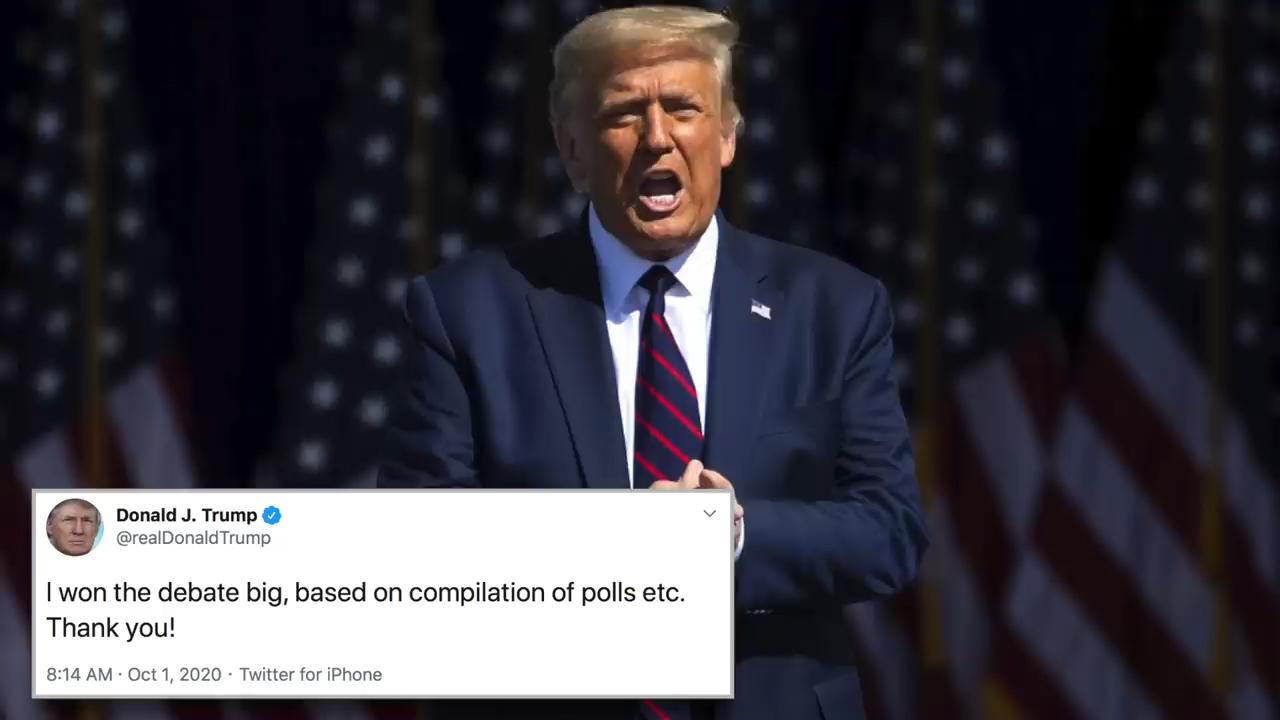 Donald J. Trump
@realDonaldTrump
I won the debate big, based on compilation of polls etc.
Thank you!
8:14 AM · Oct 1, 2020 · Twitter for iPhone